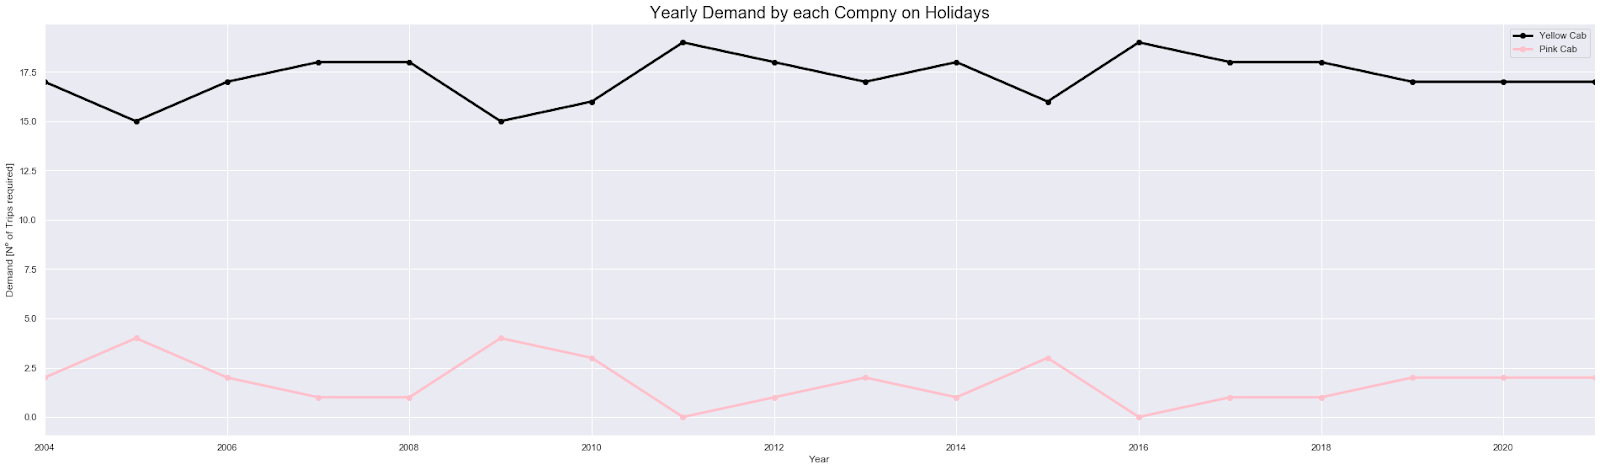 Yearly Demand by each Compny on Holidays
Yellow Cab
Pink Cab
17.5
15.0
12.5
10.0
7.5
5.0
2.5
0.0
Demand [N° of Trips required]
2004 2006 2008 2010 2012 2014 2016 2018 2020
Year